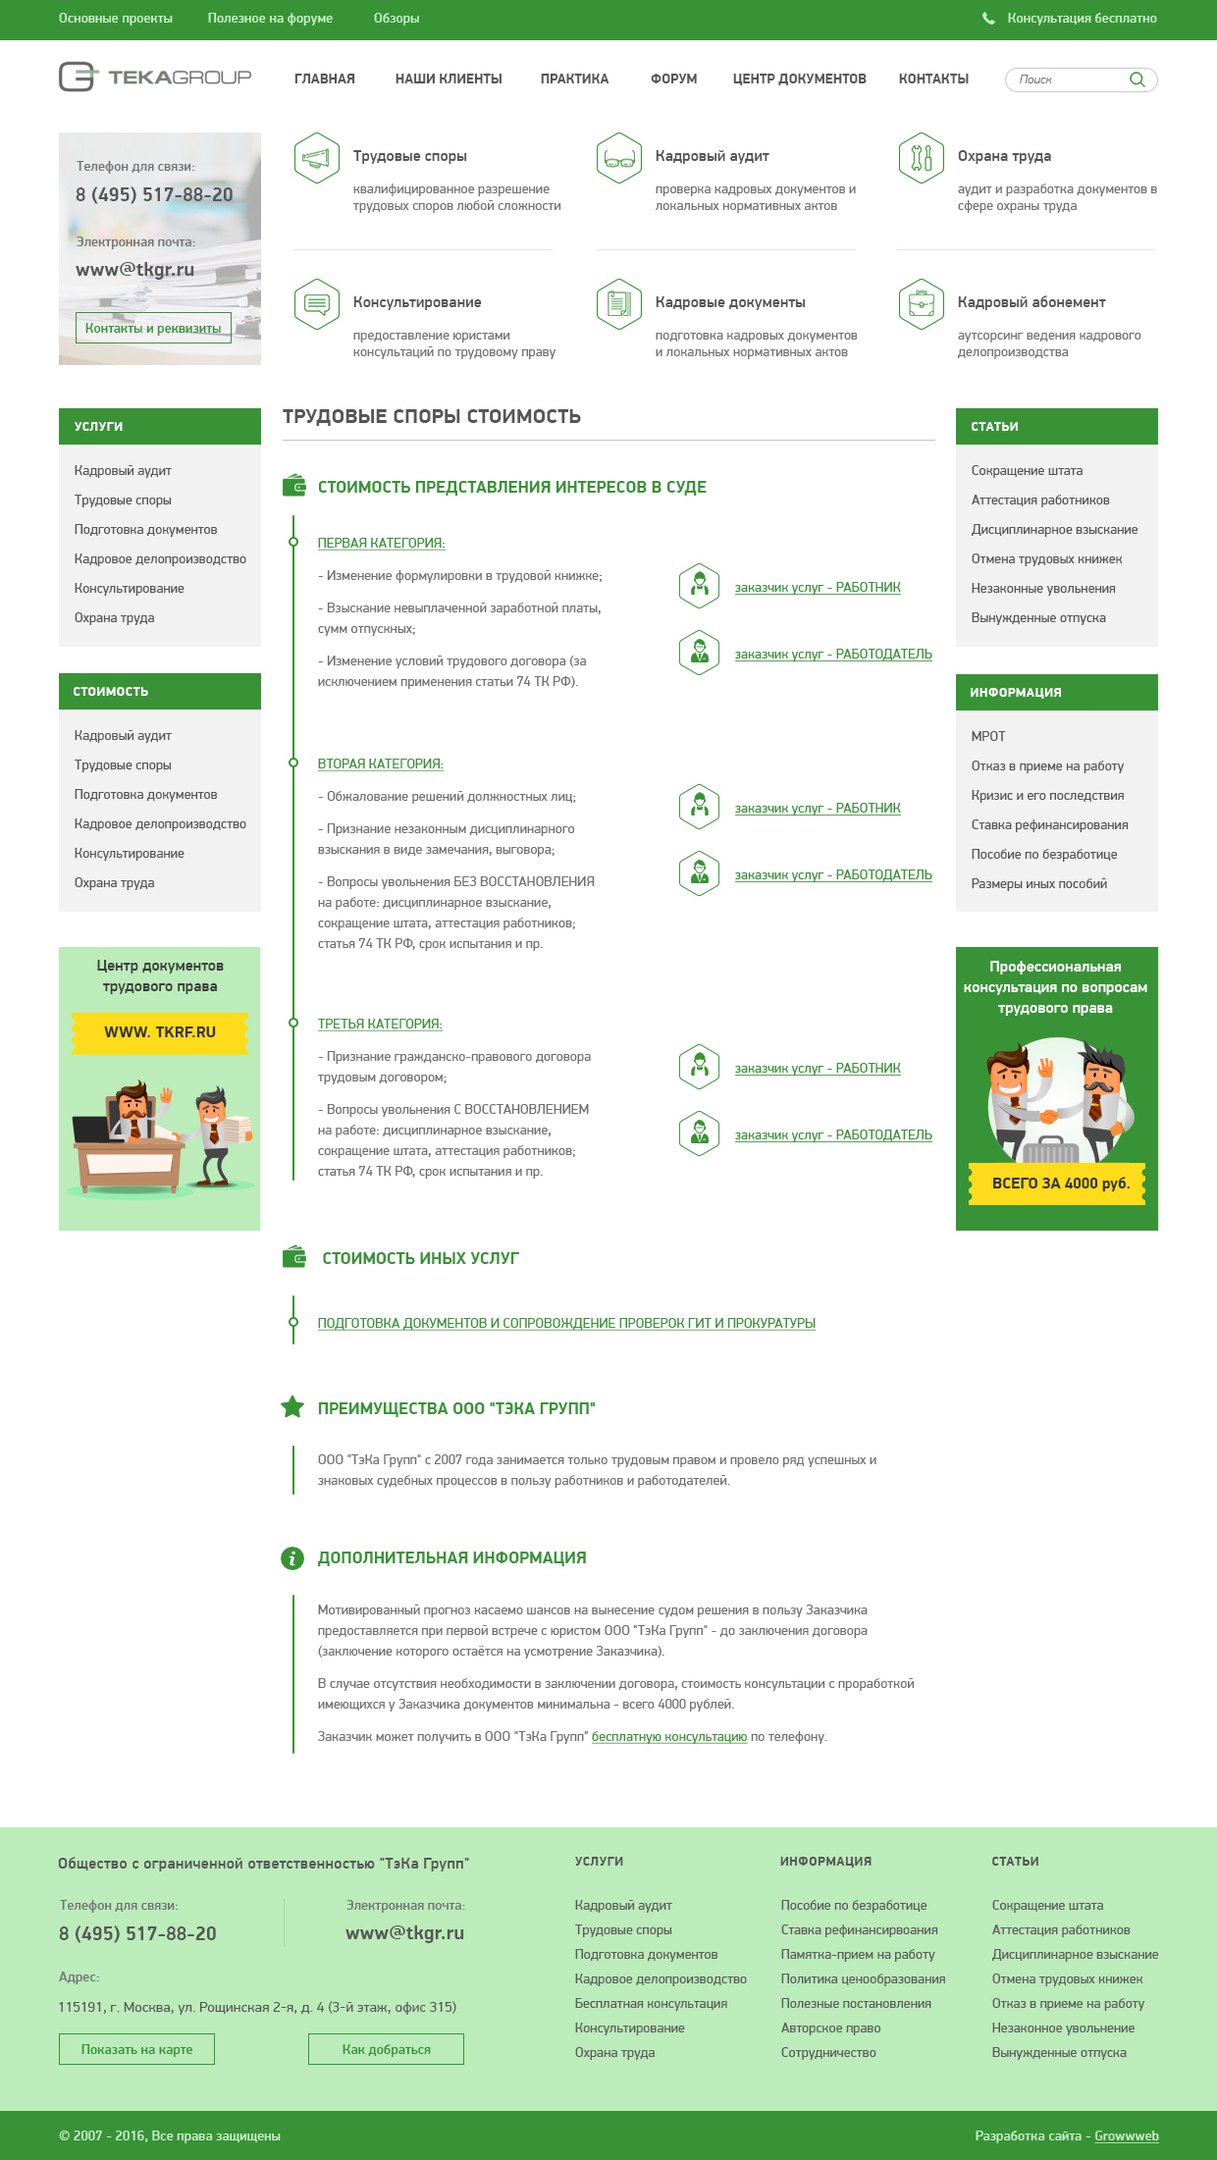 Основные проекты
Полезное на форуме
Обзоры
Консультация бесплатно
TEKAGROUP
ГЛАВНАЯ
НАШИ КЛИЕНТЫ
ПРАКТИКА
ФОРУМ
ЦЕНТР ДОКУМЕНТОВ
КОНТАКТЫ
Поиск
Телефон для связи:
8 (495) 517-88-20
Электронная почта:
www@tkgr.ru
Контакты и реквизиты
Трудовые споры
квалифицированное разрешение
трудовых споров любой сложности
Кадровый аудит
проверка кадровых документов и
локальных нормативных актов
Охрана труда
аудит и разработка документов в
сфере охраны труда
Консультирование
предоставление юристами
консультаций по трудовому праву
Кадровые документы
подготовка кадровых документов
и локальных нормативных актов
Кадровый абонемент
аутсорсинг ведения кадрового
делопроизводства
УСЛУГИ
Кадровый аудит
Трудовые споры
Подготовка документов
Кадровое делопроизводство
Консультирование
Охрана труда
СТОИМОСТЬ
Кадровый аудит
Трудовые споры
Подготовка документов
Кадровое делопроизводство
Консультирование
Охрана труда
Центр документов
трудового права
WWW. TKRF.RU
ТРУДОВЫЕ СПОРЫ СТОИМОСТЬ
СТОИМОСТЬ ПРЕДСТАВЛЕНИЯ ИНТЕРЕСОВ В СУДЕ
ПЕРВАЯ КАТЕГОРИЯ:
- Изменение формулировки в трудовой книжке;
- Взыскание невыплаченной заработной платы,
сумм отпускных;
- Изменение условий трудового договора (за
исключением применения статьи 74 ТК РФ).
заказчик услуг - РАБОТНИК
заказчик услуг - РАБОТОДАТЕЛЬ
ВТОРАЯ КАТЕГОРИЯ:
- Обжалование решений должностных лиц;
- Признание незаконным дисциплинарного
взыскания в виде замечания, выговора;
- Вопросы увольнения БЕЗ ВОССТАНОВЛЕНИЯ
на работе: дисциплинарное взыскание,
сокращение штата, аттестация работников;
статья 74 ТК РФ, срок испытания и пр.
заказчик услуг - РАБОТНИК
заказчик услуг - РАБОТОДАТЕЛЬ
ТРЕТЬЯ КАТЕГОРИЯ:
- Признание гражданско-правового договора
трудовым договором;
- Вопросы увольнения С ВОССТАНОВЛЕНИЕМ
на работе: дисциплинарное взыскание,
сокращение штата, аттестация работников;
статья 74 ТК РФ, срок испытания и пр.
заказчик услуг - РАБОТНИК
заказчик услуг - РАБОТОДАТЕЛЬ
СТОИМОСТЬ ИНЫХ УСЛУГ
ПОДГОТОВКА ДОКУМЕНТОВ И СОПРОВОЖДЕНИЕ ПРОВЕРОК ГИТ И ПРОКУРАТУРЫ
ПРЕИМУЩЕСТВА ООО "ТЭКА ГРУПП"
ООО "ТэКа Групп" с 2007 года занимается только трудовым правом и провело ряд успешных и
знаковых судебных процессов в пользу работников и работодателей.
ДОПОЛНИТЕЛЬНАЯ ИНФОРМАЦИЯ
Мотивированный прогноз касаемо шансов на вынесение судом решения в пользу Заказчика
предоставляется при первой встрече с юристом ООО "ТэКа Групп" - до заключения договора
(заключение которого остаётся на усмотрение Заказчика).
В случае отсутствия необходимости в заключении договора, стоимость консультации с проработкой
имеющихся у Заказчика документов минимальна - всего 4000 рублей.
Заказчик может получить в ООО "ТэКа Групп" бесплатную консультацию по телефону.
СТАТЬИ
Сокращение штата
Аттестация работников
Дисциплинарное взыскание
Отмена трудовых книжек
Незаконные увольнения
Вынужденные отпуска
ИНФОРМАЦИЯ
МРОТ
Отказ в приеме на работу
Кризис и его последствия
Ставка рефинансирования
Пособие по безработице
Размеры иных пособий
Профессиональная
консультация по вопросам
трудового права
ВСЕГО ЗА 4000 руб.
Общество с ограниченной ответственностью "ТэКа Групп"
Телефон для связи:
8 (495) 517-88-20
Электронная почта:
www@tkgr.ru
Адрес:
115191, г. Москва, ул. Рощинская 2-я, д. 4 (3-й этаж, офис 315)
Показать на карте
Как добраться
УСЛУГИ
Кадровый аудит
Трудовые споры
Подготовка документов
Кадровое делопроизводство
Бесплатная консультация
Консультирование
Охрана труда
ИНФОРМАЦИЯ
Пособие по безработице
Ставка рефинансирвоания
Памятка-прием на работу
Политика ценообразования
Полезные постановления
Авторское право
Сотрудничество
СТАТЬИ
Сокращение штата
Аттестация работников
Дисциплинарное взыскание
Отмена трудовых книжек
Отказ в приеме на работу
Незаконное увольнение
Вынужденные отпуска
© 2007 - 2016, Все права защищены
Разработка сайта - Growwweb